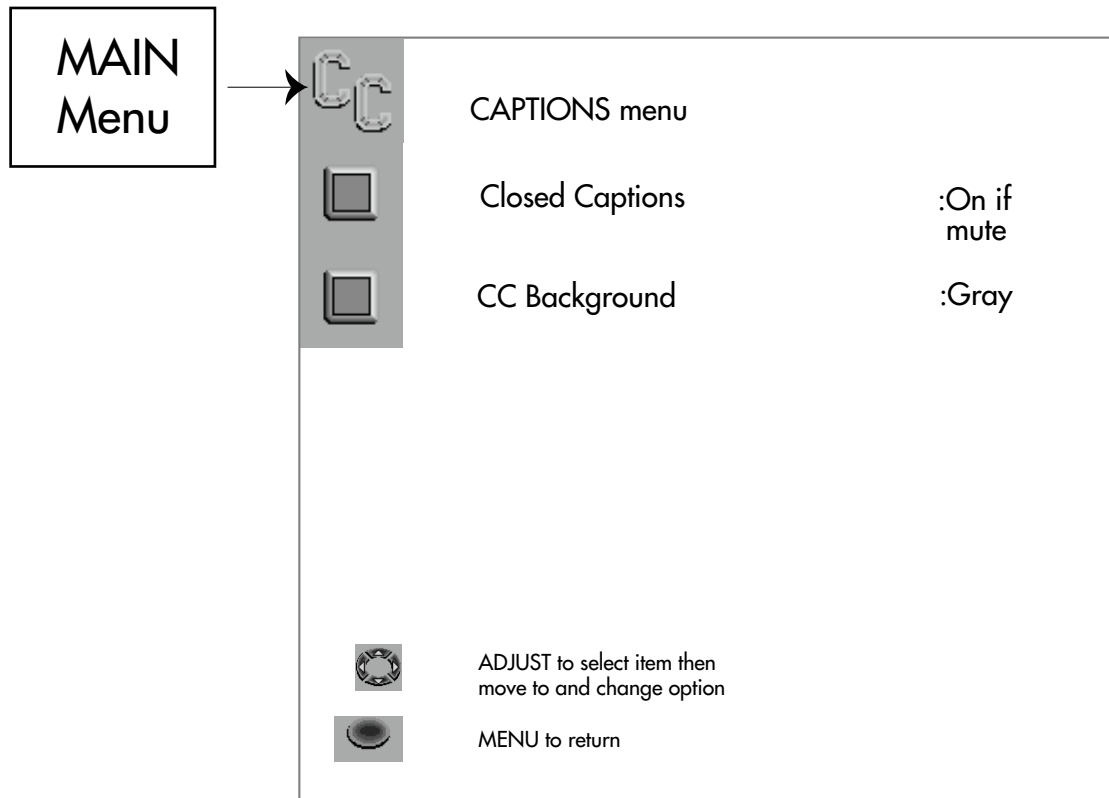 MAIN
Menu
CC
CAPTIONS menu
Closed Captions :On if
mute
CC Background :Gray
ADJUST to select item then
move to and change option
MENU to return